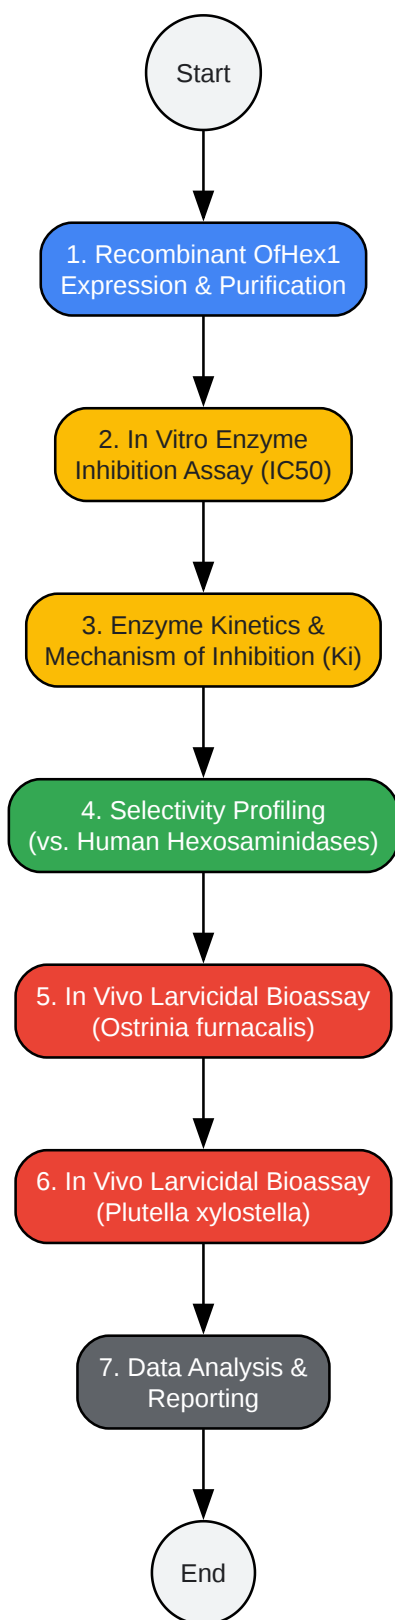 Start
1. Recombinant OfHex1
Expression & Purification
2. In Vitro Enzyme
Inhibition Assay (IC50)
3. Enzyme Kinetics &
Mechanism of Inhibition (Ki)
4. Selectivity Profiling
(vs. Human Hexosaminidases)
5. In Vivo Larvicidal Bioassay
(Ostrinia furnacalis)
6. In Vivo Larvicidal Bioassay
(Plutella xylostella)
7. Data Analysis &
Reporting
End